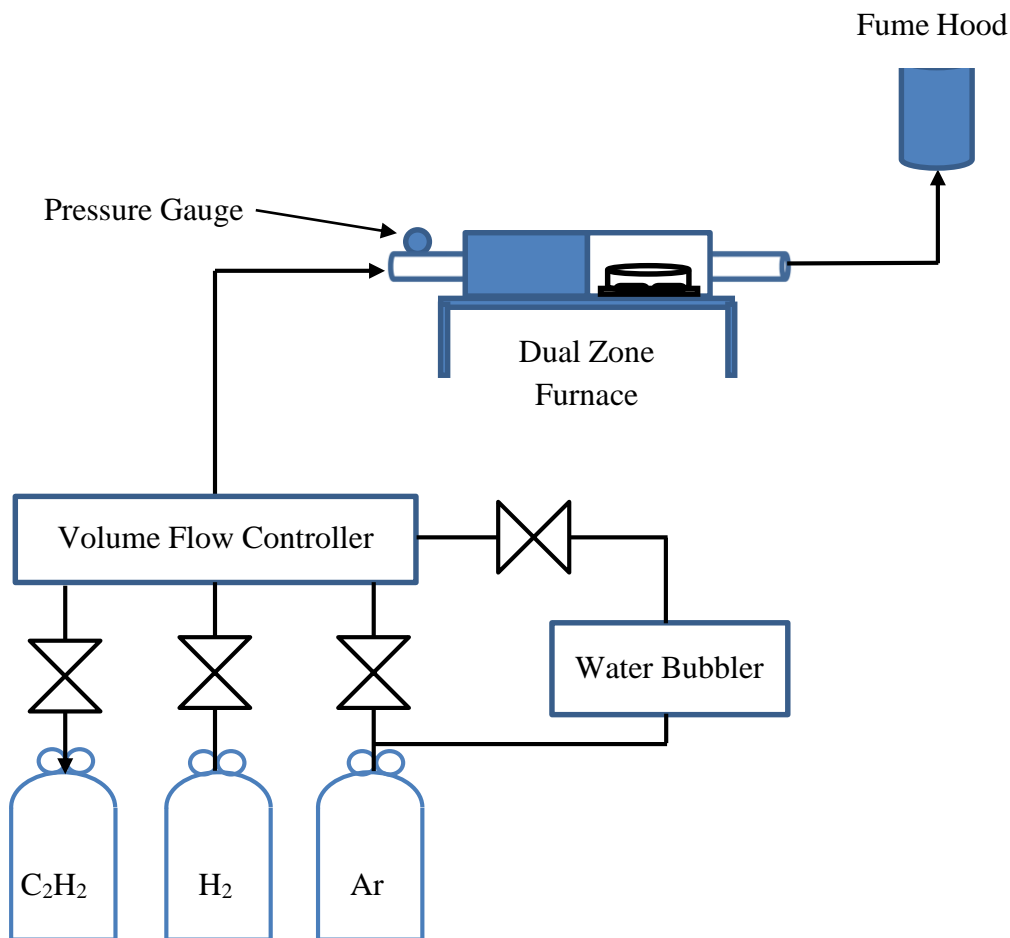 Fume Hood
Pressure Gauge
Dual Zone
Furnace
Volume Flow Controller
Water Bubbler
C₂H₂
H₂
Ar